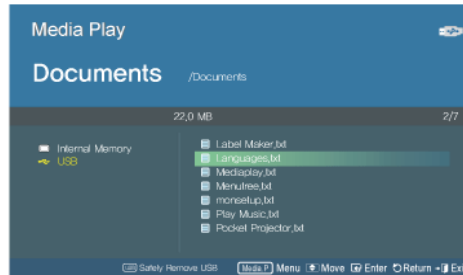 Media Play
Documents /Documents
22,0 MB 2/7
Internal Memory
USB
Label Maker,txt
Languages,txt
Mediaplay,txt
Menutree,txt
monsetup,txt
Play Music,txt
Pocket Projector,txt
Safely Remove USB Media.P Menu Move Enter Return Exi